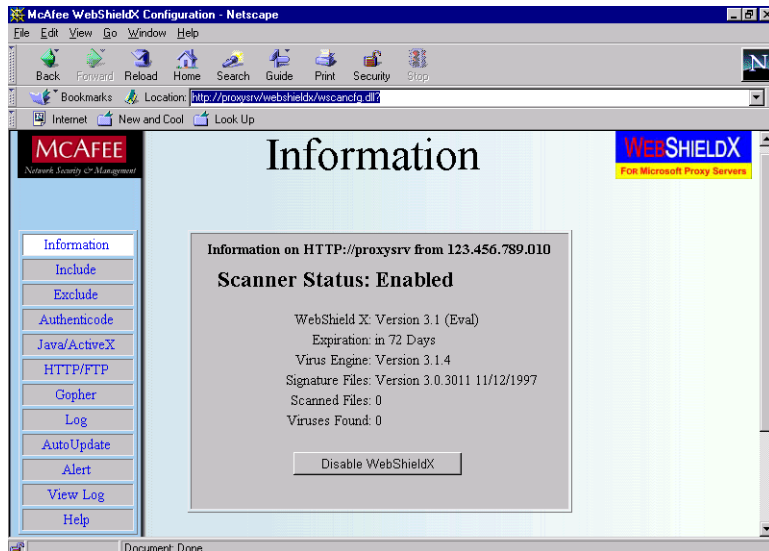 McAfee WebShieldX Configuration - Netscape
File Edit View Go Window Help
Back Forward Reload Home Search Guide Print Security Stop
N
Bookmarks Location: http://proxysrv/webshieldx/wscancfg.dll?
Internet New and Cool Look Up
MCAFEE
Network Security & Management
Information
WEBSHIELDX
FOR Microsoft Proxy Servers
Information
Include
Exclude
Authenticode
Java/ActiveX
HTTP/FTP
Gopher
Log
AutoUpdate
Alert
View Log
Help
Information on HTTP://proxysrv from 123.456.789.010
Scanner Status: Enabled
WebShield X: Version 3.1 (Eval)
Expiration: in 72 Days
Virus Engine: Version 3.1.4
Signature Files: Version 3.0.3011 11/12/1997
Scanned Files: 0
Viruses Found: 0
Disable WebShieldX
Document: Done